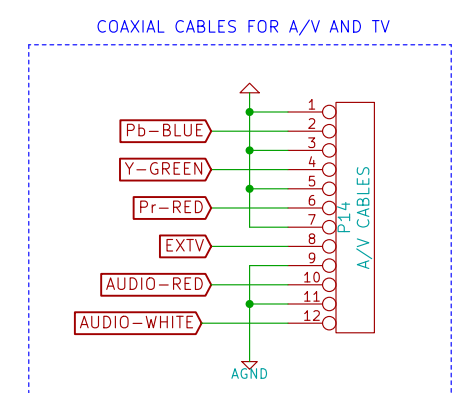 COAXIAL CABLES FOR A/V AND TV
1
Pb-BLUE 2
3
Y-GREEN 4
5
Pr-RED 6
7
EXTV 8
9
AUDIO-RED 10
11
AUDIO-WHITE 12
P14
A/V CABLES
AGND